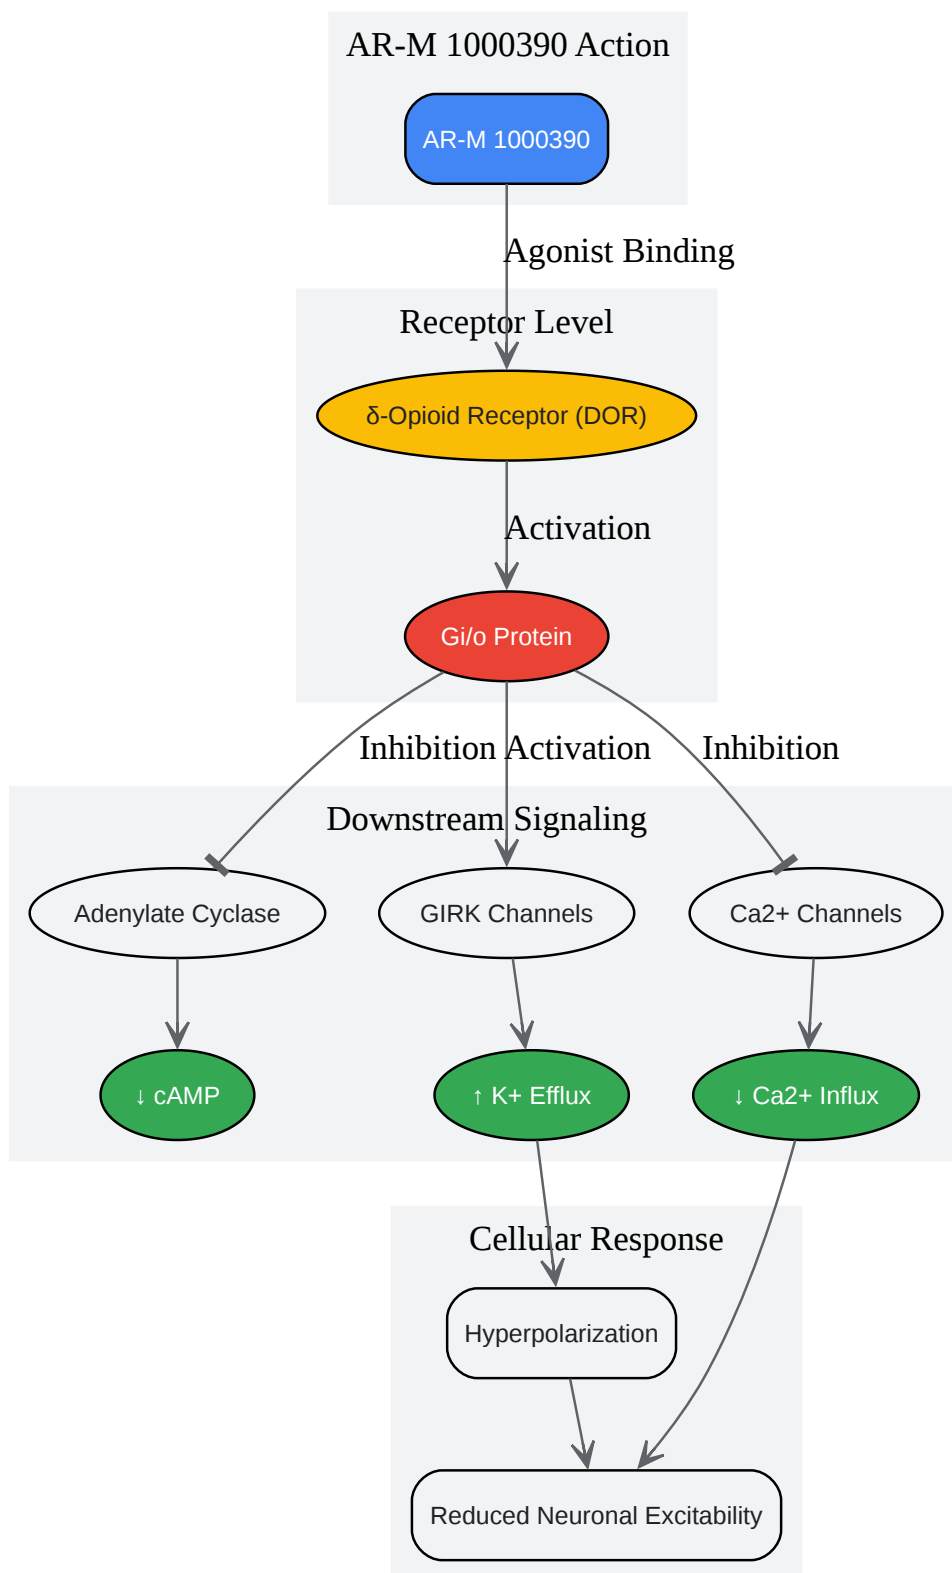 AR-M 1000390 Action
AR-M 1000390
Agonist Binding
Receptor Level
δ-Opioid Receptor (DOR)
Activation
Gi/o Protein
Inhibition
Activation
Inhibition
Downstream Signaling
Adenylate Cyclase
GIRK Channels
Ca2+ Channels
↓ cAMP
↑ K+ Efflux
↓ Ca2+ Influx
Cellular Response
Hyperpolarization
Reduced Neuronal Excitability